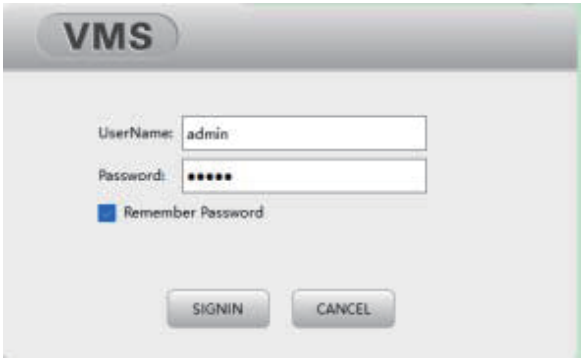 VMS
UserName: admin
Password: •••••
Remember Password
SIGNIN CANCEL